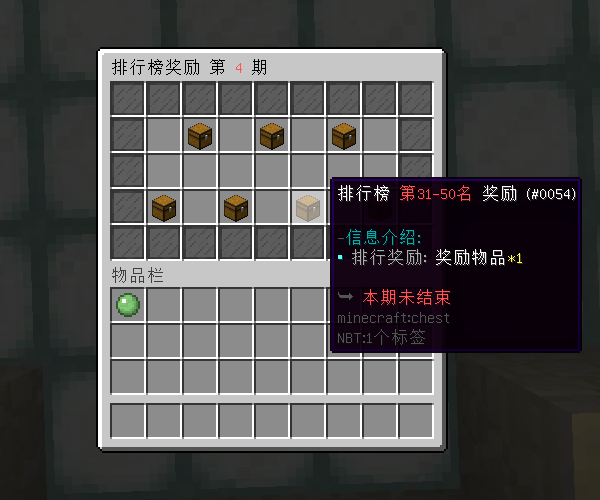 排行榜奖励 第 4 期
排行榜 第31-50名 奖励 (#0054)
-信息介绍:
▪ 排行奖励: 奖励物品*1
➥ 本期未结束
minecraft:chest
NBT:1个标签
物品栏